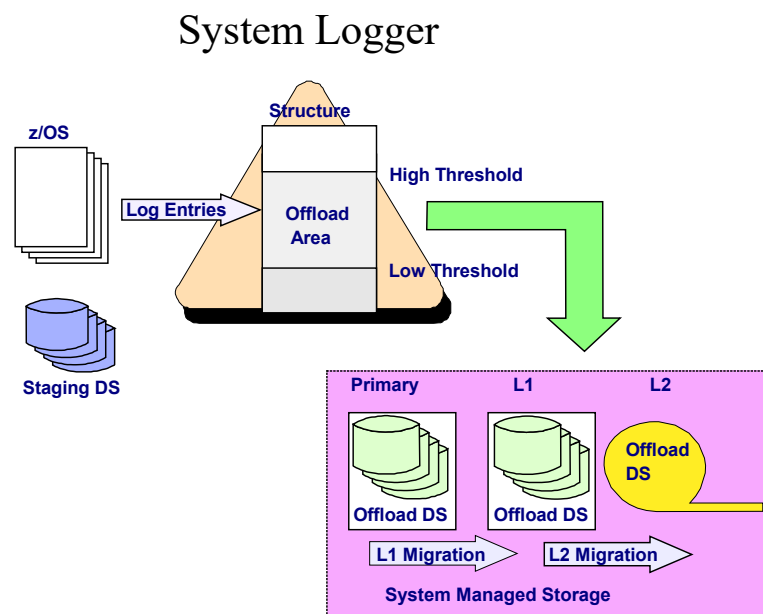 System Logger
Structure
z/OS
High Threshold
Log Entries
Offload
Area
Low Threshold
Staging DS
Primary
L1
L2
Offload
DS
Offload DS
Offload DS
L1 Migration
L2 Migration
System Managed Storage